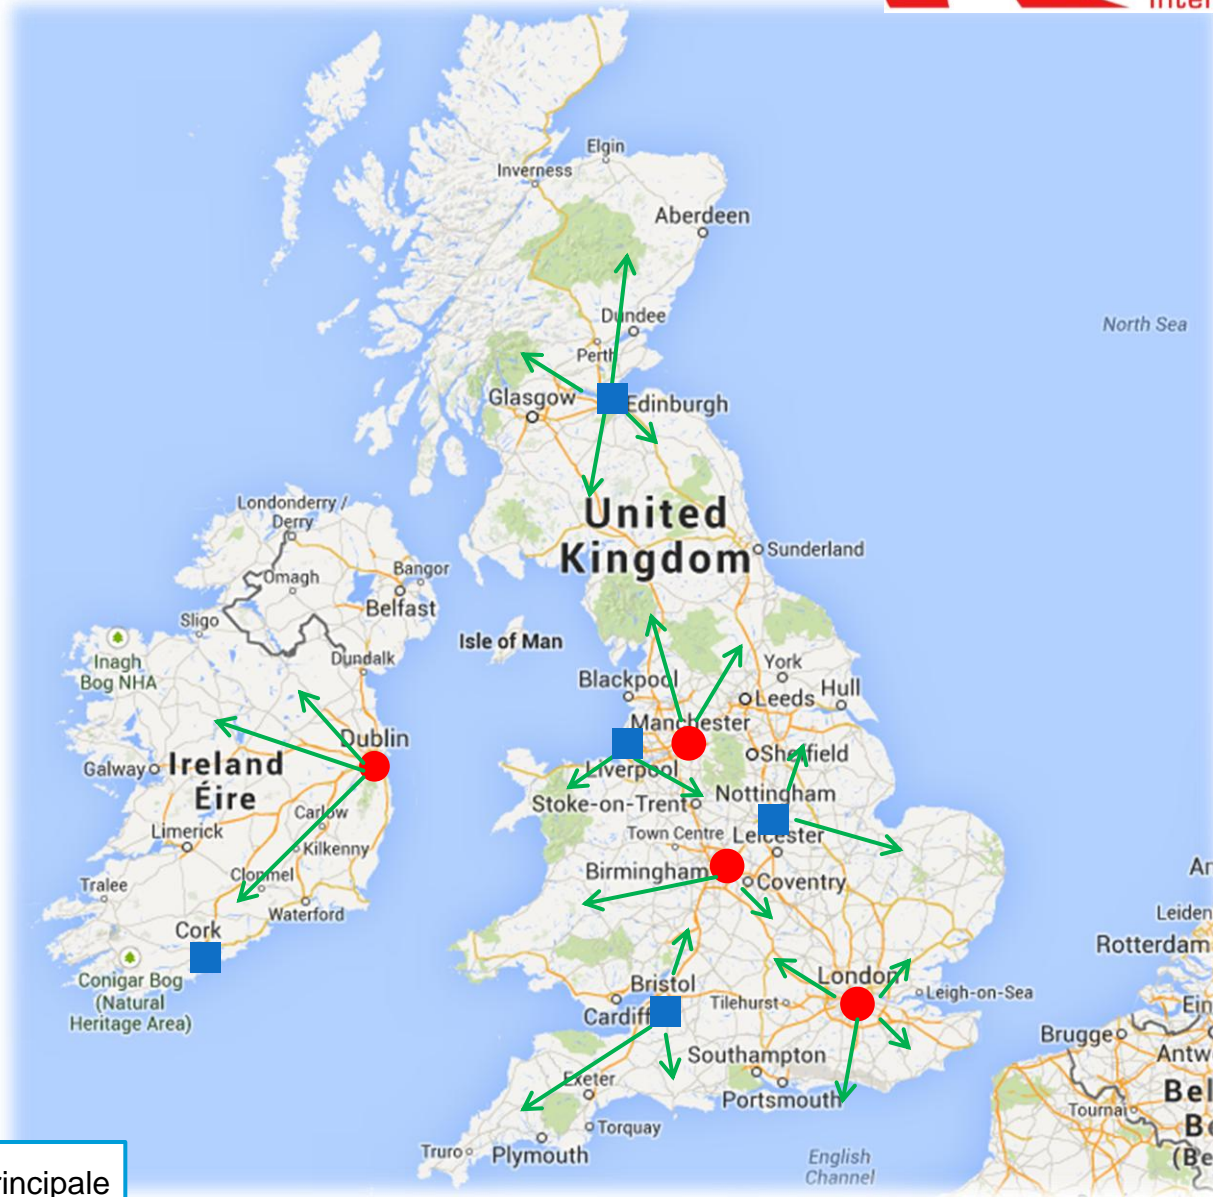 Elgin
Inverness
Aberdeen
Dundee
North Sea
Perth
Glasgow
Edinburgh
Londonderry /
Derry
United
Kingdom
Sunderland
Bangor
Omagh
Belfast
Sligo
Isle of Man
Dundalk
Inagh
Bog NHA
York
Blackpool
Leeds
Hull
Manchester
Dublin
Sheffield
Galway
Ireland
Éire
Liverpool
Nottingham
Stoke-on-Trent
Carlow
Limerick
Town Centre
Leicester
Kilkenny
Birmingham
Coventry
Clonmel
Tralee
Waterford
Leiden
Cork
Rotterdam
Conigar Bog
(Natural
Heritage Area)
Bristol
London
Leigh-on-Sea
Tilehurst
Cardiff
Brugge
Southampton
Exeter
Portsmouth
Tournai
Torquay
Truro
Plymouth
English
Channel